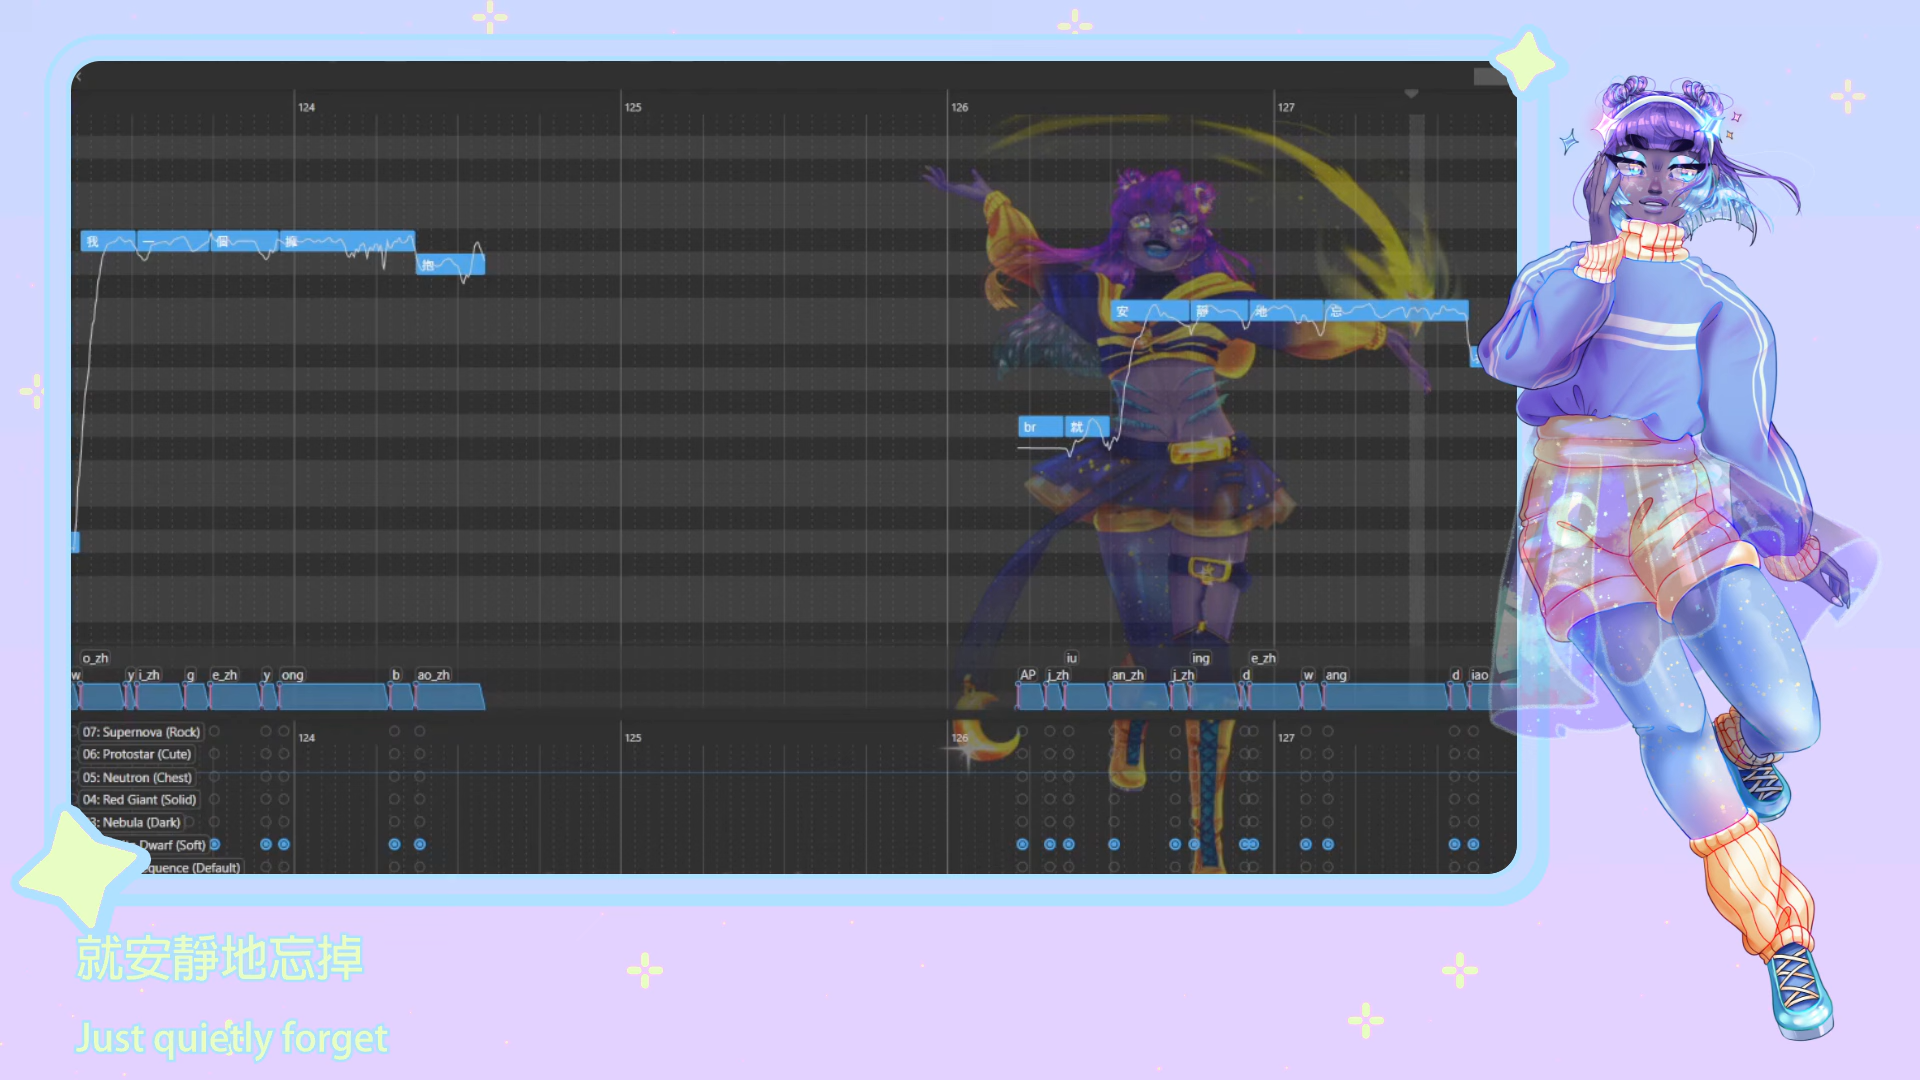 124 125 126 127
我 一 個 擁
抱
安 靜 地 忘
br 就
o_zh iu ing e_zh
w y i_zh g e_zh y ong b ao_zh AP j_zh an_zh j_zh d w ang d iao
07: Supernova (Rock)
124 125 126 127
06: Protostar (Cute)
05: Neutron (Chest)
04: Red Giant (Solid)
3: Nebula (Dark)
Dwarf (Soft)
equence (Default)
就安靜地忘掉
Just quietly forget